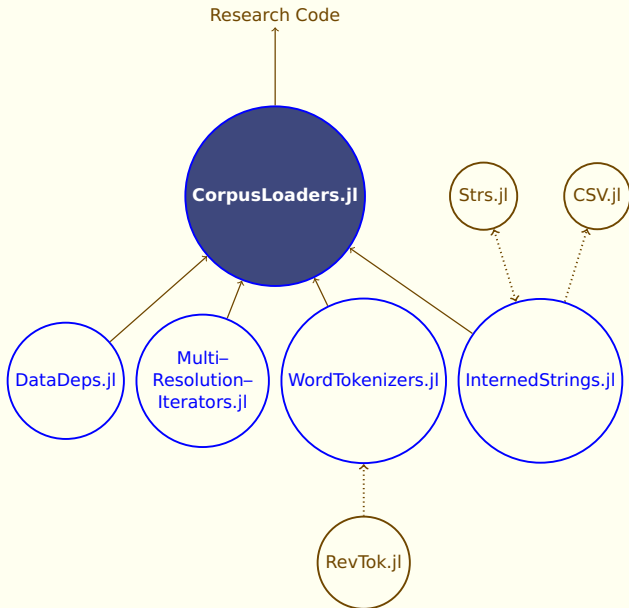 Research Code
CorpusLoaders.jl
Strs.jl
CSV.jl
DataDeps.jl
Multi–
Resolution–
Iterators.jl
WordTokenizers.jl
InternedStrings.jl
RevTok.jl